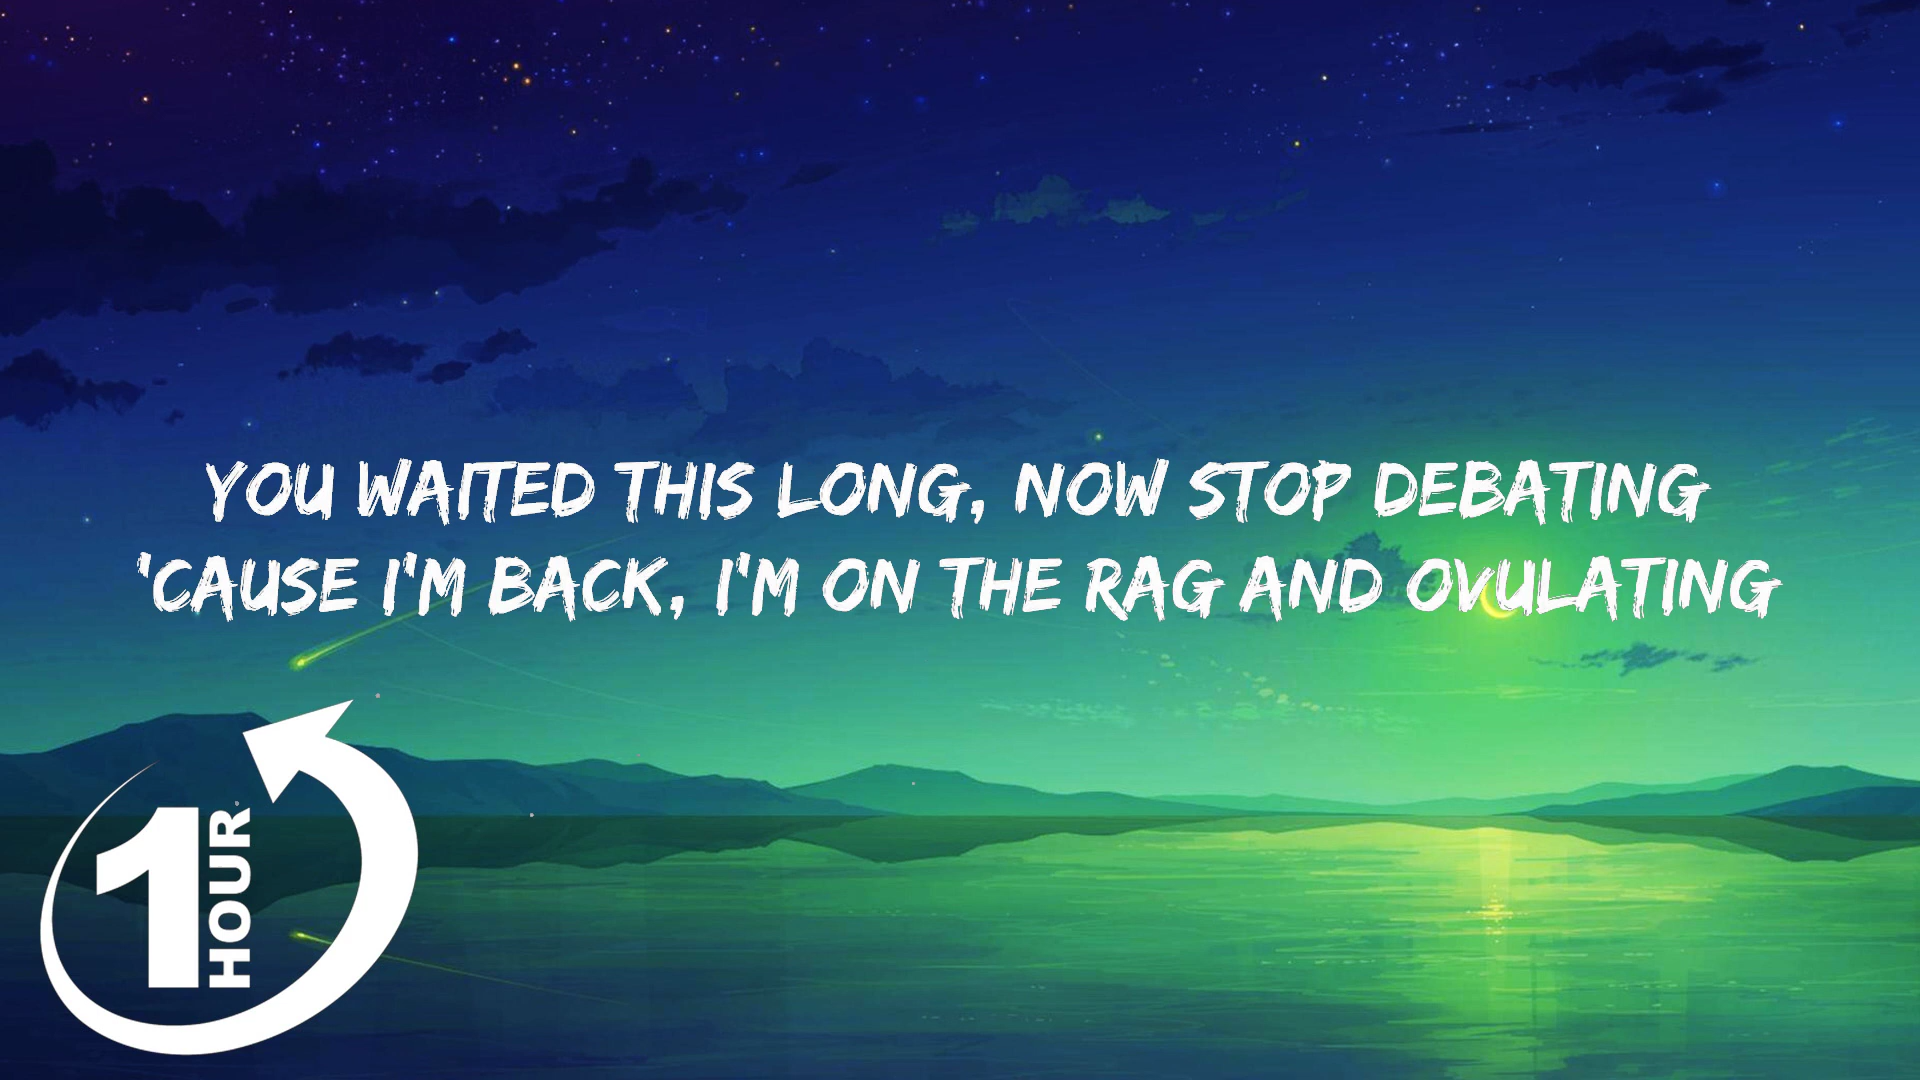 YOU WAITED THIS LONG, NOW STOP DEBATING
'CAUSE I'M BACK, I'M ON THE RAG AND OVULATING
1 HOUR